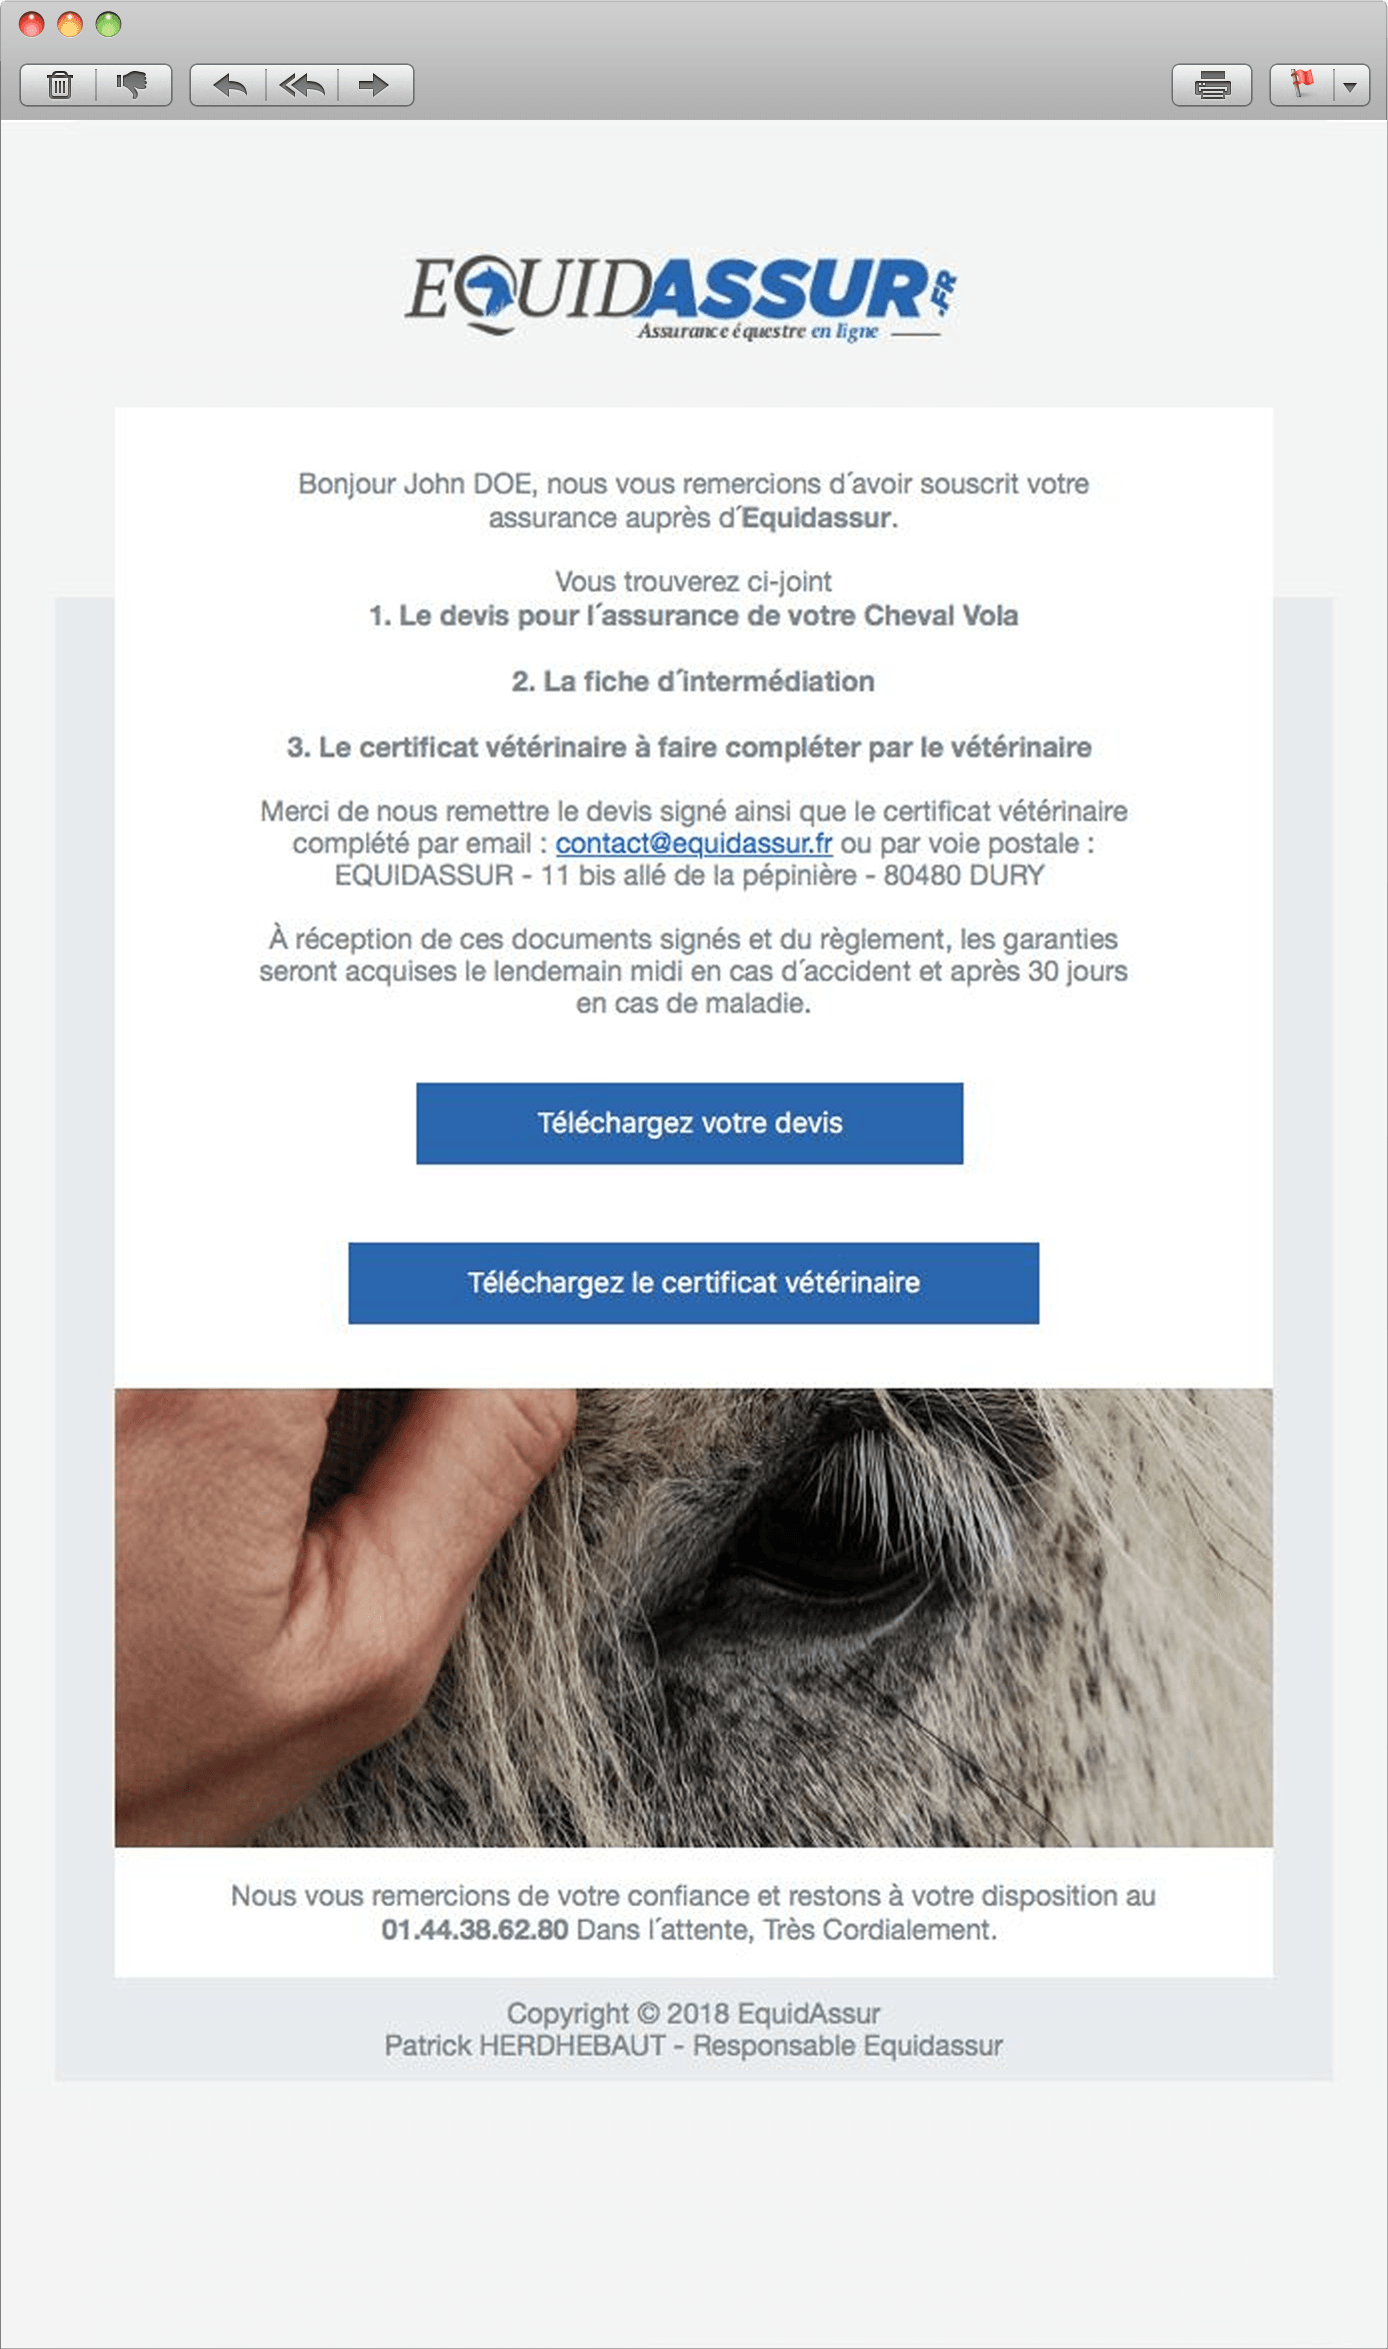 EQUIDASSUR.FR
Assurance équestre en ligne
Bonjour John DOE, nous vous remercions d´avoir souscrit votre
assurance auprès d´Equidassur.
Vous trouverez ci-joint
1. Le devis pour l´assurance de votre Cheval Vola
2. La fiche d´intermédiation
3. Le certificat vétérinaire à faire compléter par le vétérinaire
Merci de nous remettre le devis signé ainsi que le certificat vétérinaire
complété par email : contact@equidassur.fr ou par voie postale :
EQUIDASSUR - 11 bis allé de la pépinière - 80480 DURY
À réception de ces documents signés et du règlement, les garanties
seront acquises le lendemain midi en cas d´accident et après 30 jours
en cas de maladie.
Téléchargez votre devis
Téléchargez le certificat vétérinaire
Nous vous remercions de votre confiance et restons à votre disposition au
01.44.38.62.80 Dans l´attente, Très Cordialement.
Copyright © 2018 EquidAssur
Patrick HERDHEBAUT - Responsable Equidassur